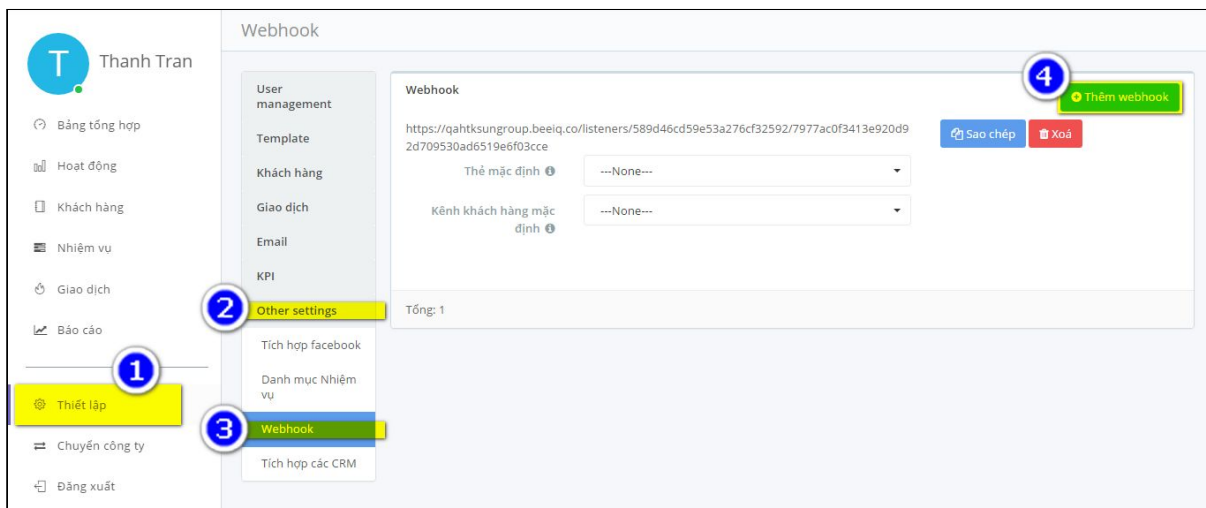 Webhook
T
Thanh Tran
Bảng tổng hợp
Hoạt động
Khách hàng
Nhiệm vụ
Giao dịch
Báo cáo
1
Thiết lập
Chuyển công ty
Đăng xuất
User
management
Template
Khách hàng
Giao dịch
Email
KPI
2
Other settings
Tích hợp facebook
Danh mục Nhiệm
vụ
3
Webhook
Tích hợp các CRM
Webhook
4
Thêm webhook
https://qahtksungroup.beeiq.co/listeners/589d46cd59e53a276cf32592/7977ac0f3413e920d9
2d709530ad6519e6f03cce
Sao chép
Xoá
Thẻ mặc định
---None---
Kênh khách hàng mặc
định
---None---
Tổng: 1